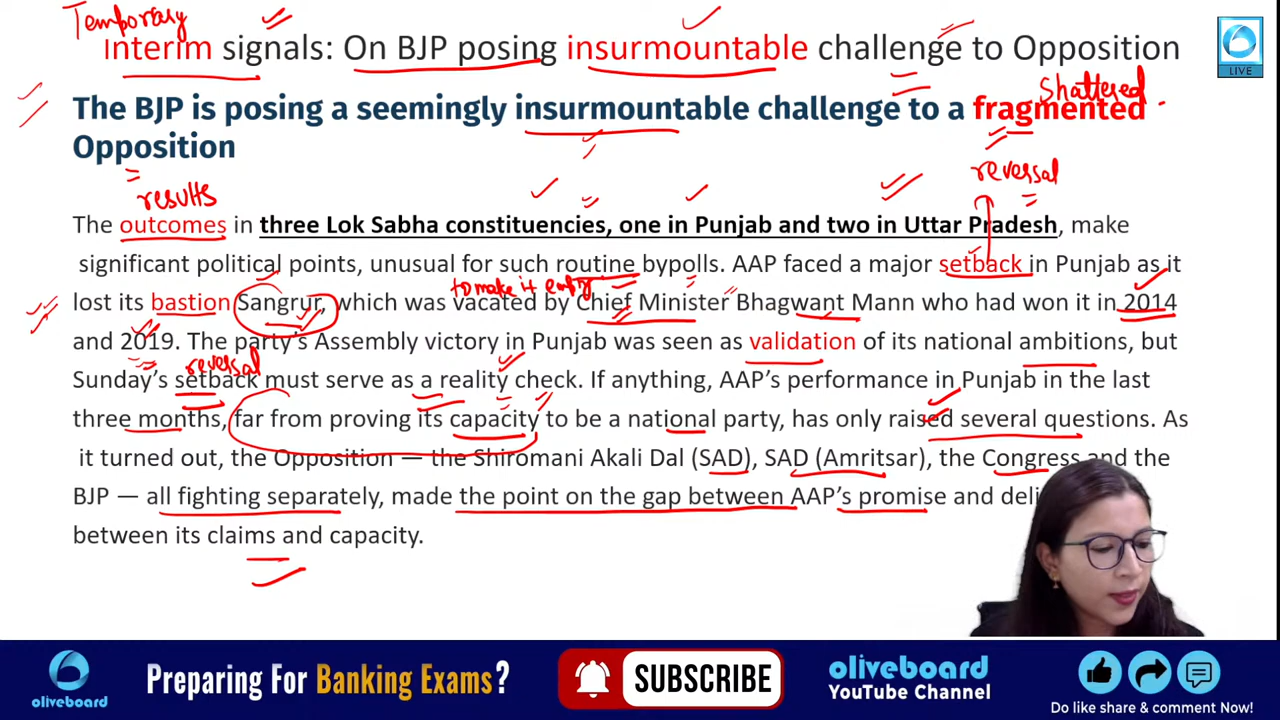 Temporary
Interim signals: On BJP posing insurmountable challenge to Opposition
LIVE
Shattered
The BJP is posing a seemingly insurmountable challenge to a fragmented
Opposition
reversal
results
The outcomes in three Lok Sabha constituencies, one in Punjab and two in Uttar Pradesh, make
significant political points, unusual for such routine bypolls. AAP faced a major setback in Punjab as it
to make it empty
lost its bastion Sangrur, which was vacated by Chief Minister Bhagwant Mann who had won it in 2014
and 2019. The party's Assembly victory in Punjab was seen as validation of its national ambitions, but
reversal
Sunday's setback must serve as a reality check. If anything, AAP's performance in Punjab in the last
three months, far from proving its capacity to be a national party, has only raised several questions. As
it turned out, the Opposition — the Shiromani Akali Dal (SAD), SAD (Amritsar), the Congress and the
BJP — all fighting separately, made the point on the gap between AAP's promise and
between its claims and capacity.
oliveboard
Preparing For Banking Exams?
SUBSCRIBE
oliveboard
YouTube Channel
Do like share & comment Now!